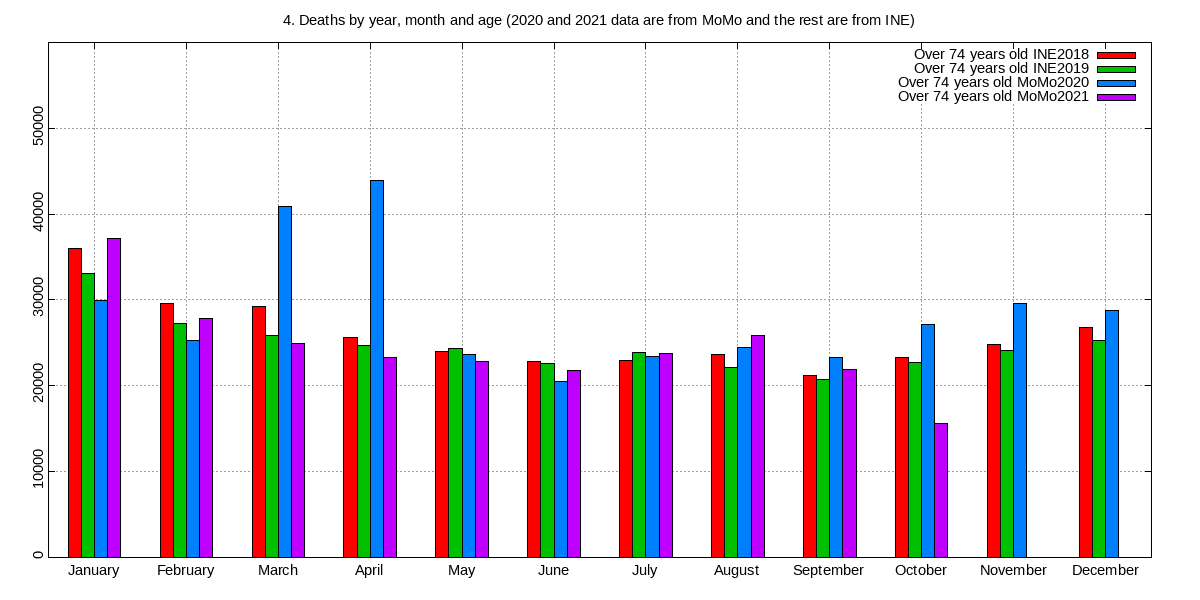 4. Deaths by year, month and age (2020 and 2021 data are from MoMo and the rest are from INE)
Over 74 years old INE2018
Over 74 years old INE2019
Over 74 years old MoMo2020
Over 74 years old MoMo2021
50000
40000
30000
20000
10000
0
January February March April May June July August September October November December